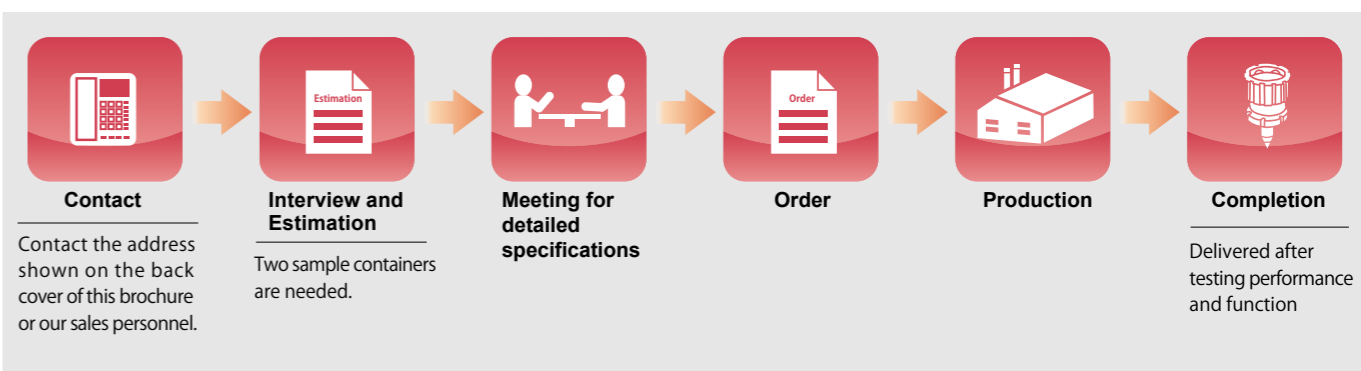 Estimation
Order
Contact
Contact the address
shown on the back
cover of this brochure
or our sales personnel.
Interview and
Estimation
Two sample containers
are needed.
Meeting for
detailed
specifications
Order
Production
Completion
Delivered after
testing performance
and function